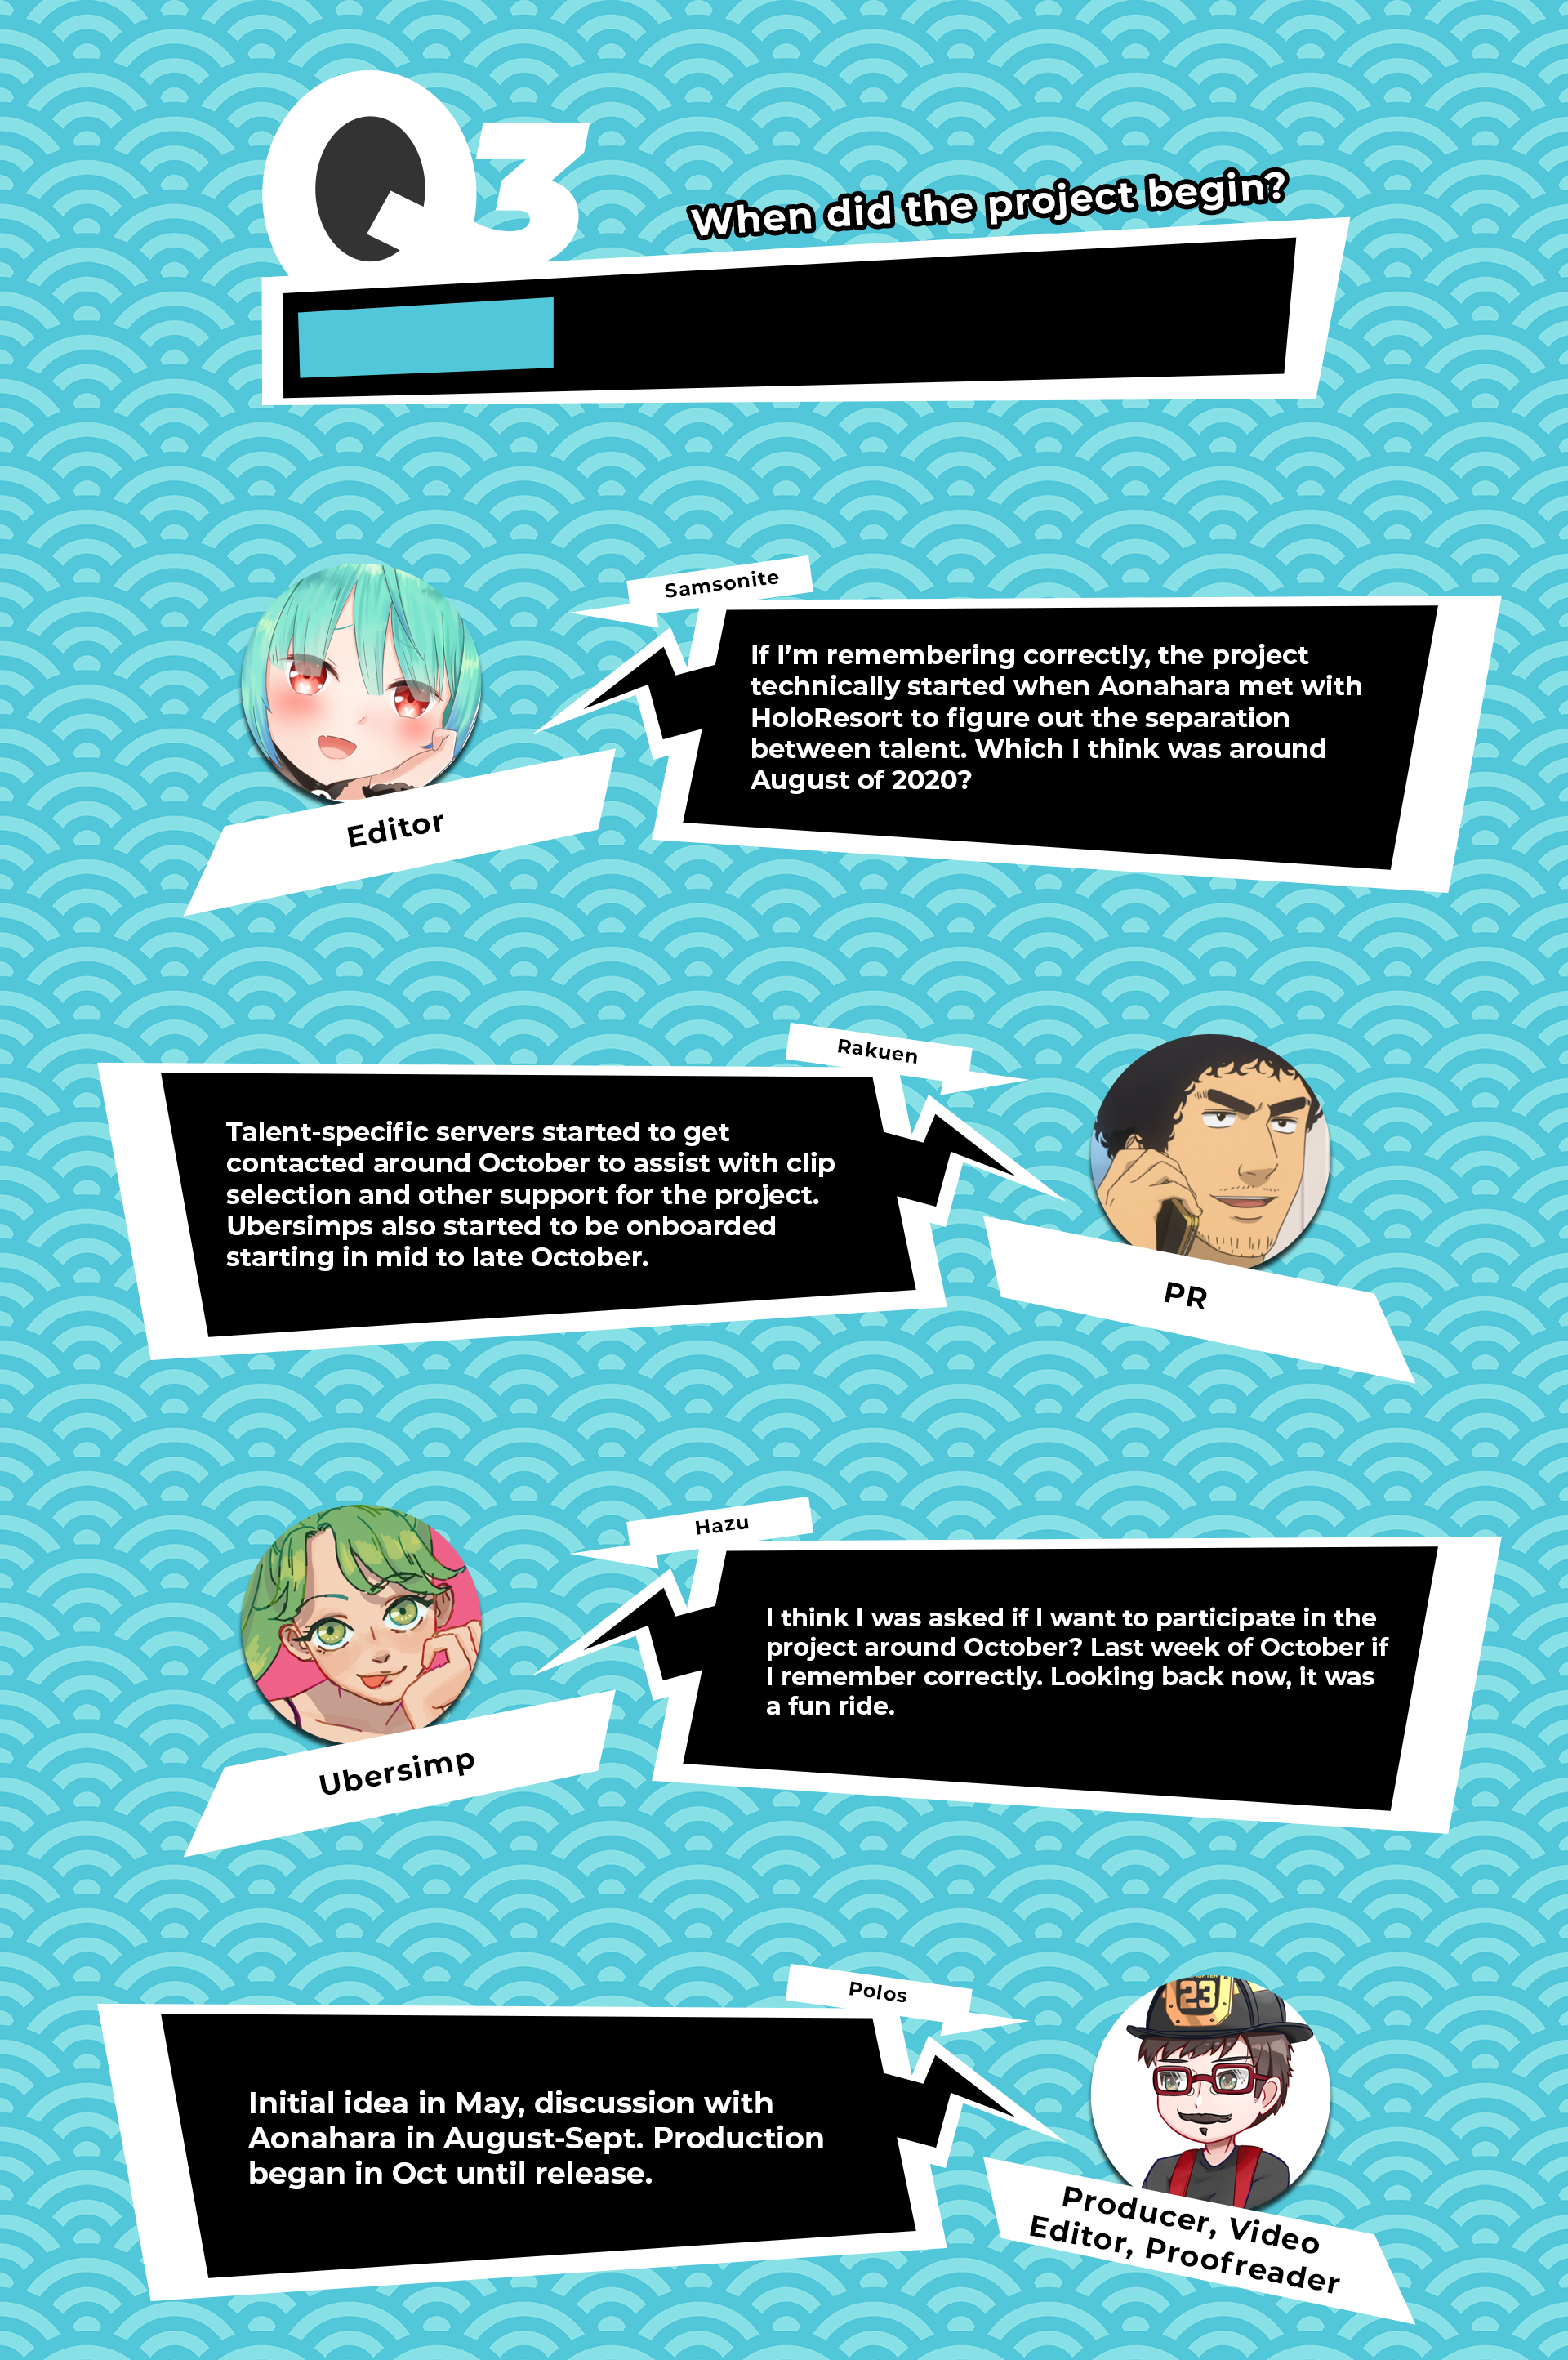 Q3
When did the project begin?
Samsonite
If I’m remembering correctly, the project
technically started when Aonahara met with
HoloResort to figure out the separation
between talent. Which I think was around
August of 2020?
Editor
Rakuen
Talent-specific servers started to get
contacted around October to assist with clip
selection and other support for the project.
Ubersimps also started to be onboarded
starting in mid to late October.
PR
Hazu
I think I was asked if I want to participate in the
project around October? Last week of October if
I remember correctly. Looking back now, it was
a fun ride.
Ubersimp
Polos
23
Initial idea in May, discussion with
Aonahara in August-Sept. Production
began in Oct until release.
Producer, Video
Editor, Proofreader